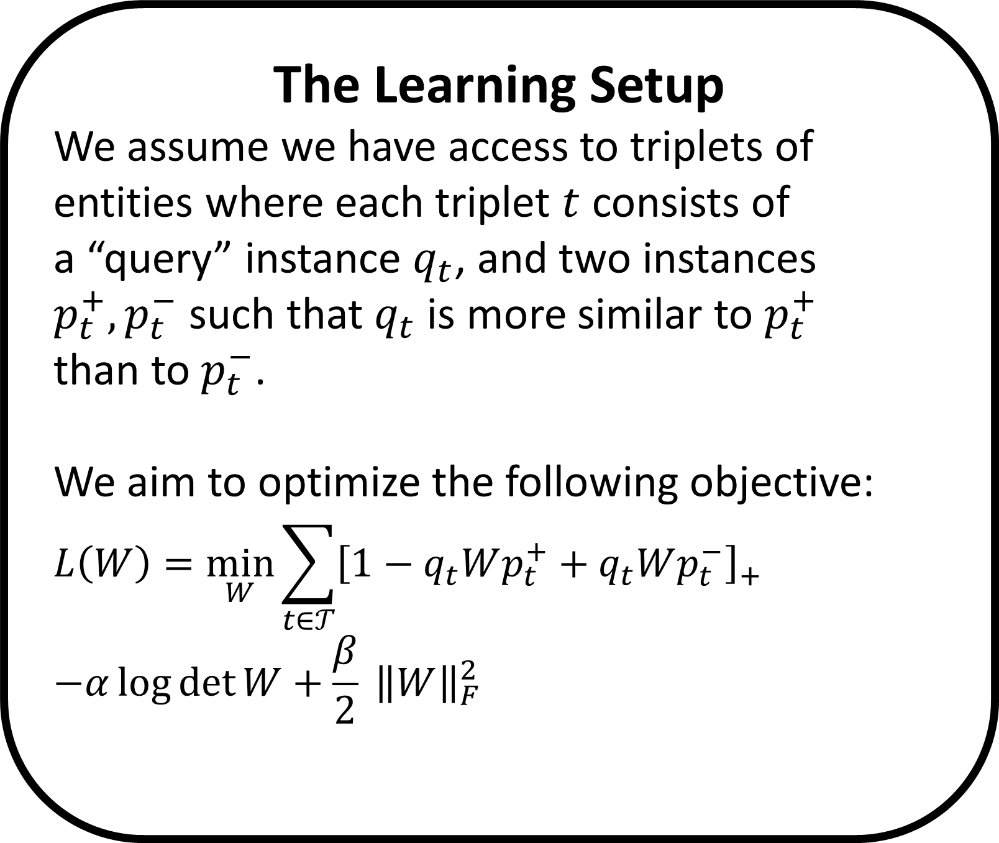 The Learning Setup
We assume we have access to triplets of
entities where each triplet $t$ consists of
a “query” instance $q_t$, and two instances
$p_t^+, p_t^-$ such that $q_t$ is more similar to $p_t^+$
than to $p_t^-$.
We aim to optimize the following objective:
$L(W) = \min_W \sum_{t \in \mathcal{T}} [1 - q_t W p_t^+ + q_t W p_t^-]_+$
$-\alpha \log \det W + \frac{\beta}{2} \|W\|_F^2$